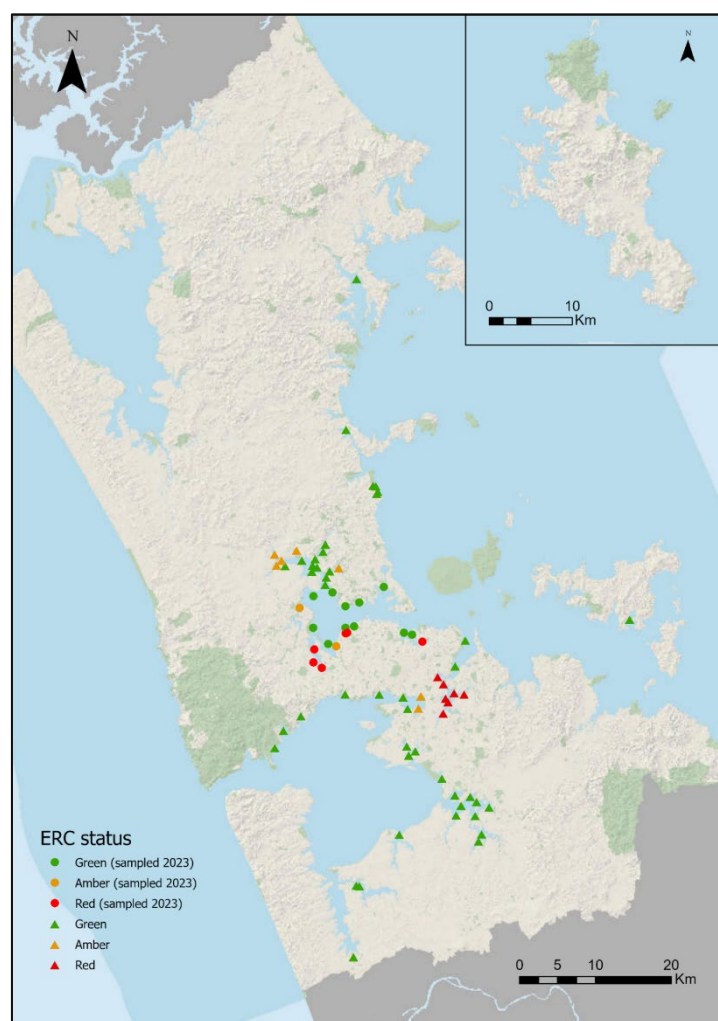 N
N
0 10
Km
ERC status
Green (sampled 2023)
Amber (sampled 2023)
Red (sampled 2023)
Green
Amber
Red
0 5 10 20
Km